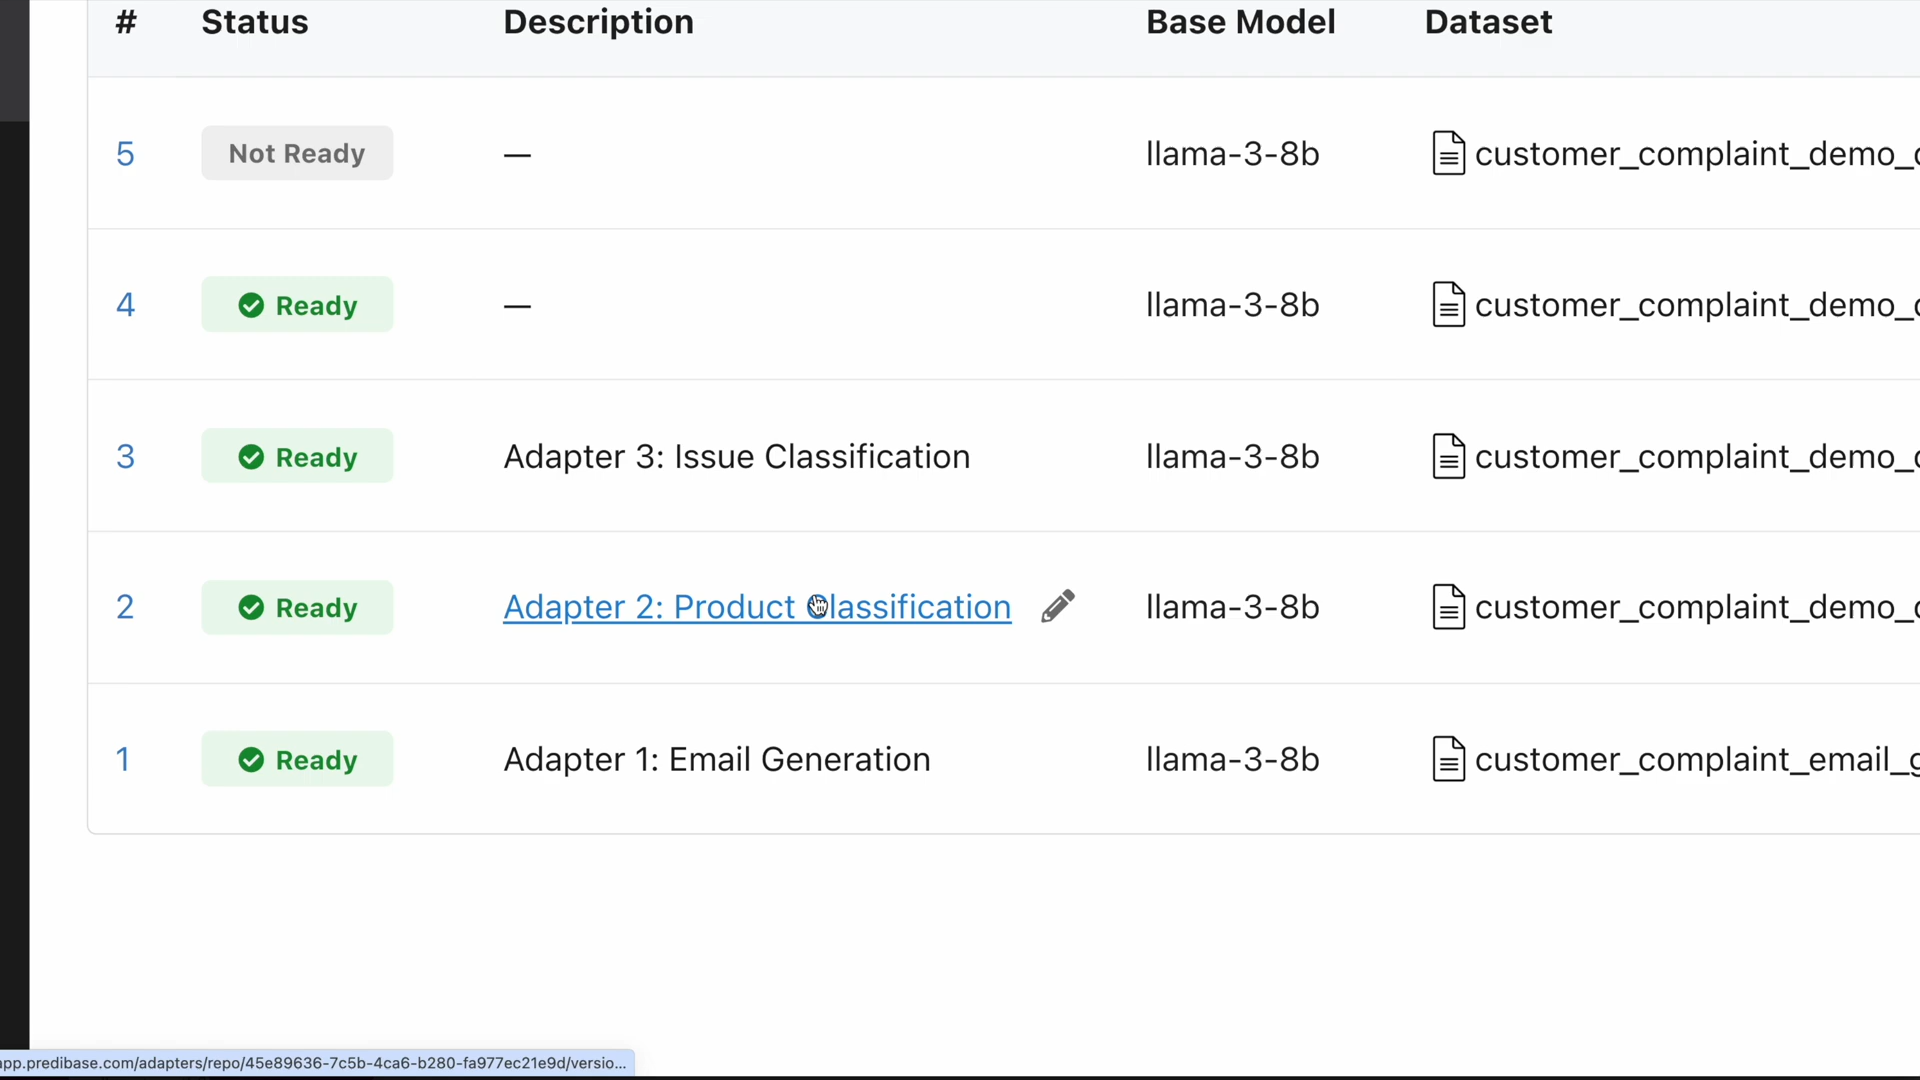 # Status Description Base Model Dataset
5 Not Ready — llama-3-8b customer_complaint_demo_
4 Ready — llama-3-8b customer_complaint_demo_
3 Ready Adapter 3: Issue Classification llama-3-8b customer_complaint_demo_
2 Ready Adapter 2: Product Classification llama-3-8b customer_complaint_demo_
1 Ready Adapter 1: Email Generation llama-3-8b customer_complaint_email_
app.predibase.com/adapters/repo/45e89636-7c5b-4ca6-b280-fa977ec21e9d/versio...